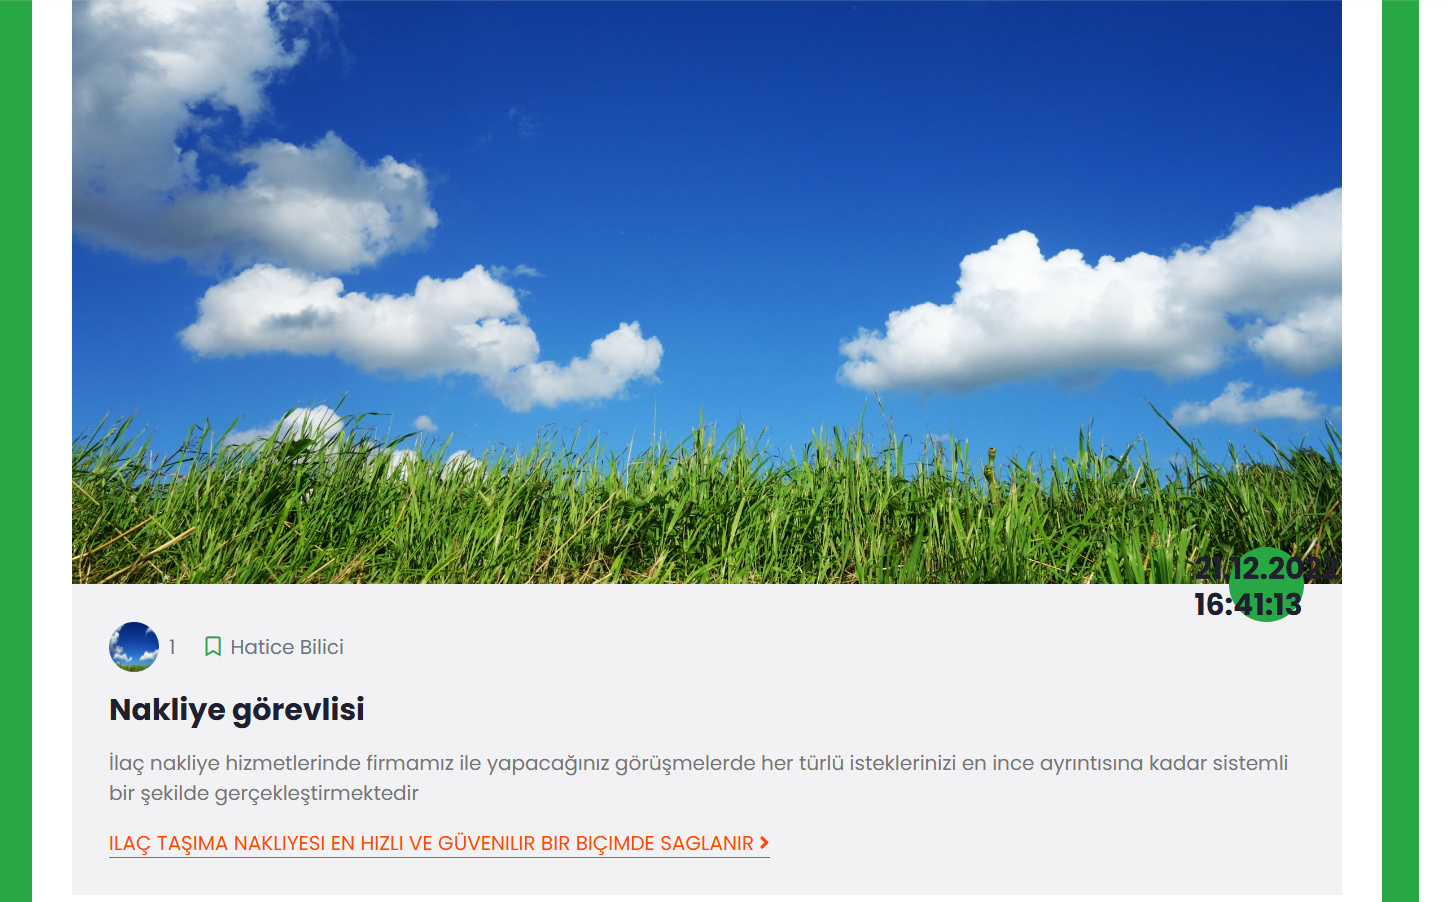 21.12.2022
16:41:13
1 Hatice Bilici
Nakliye görevlisi
İlaç nakliye hizmetlerinde firmamız ile yapacağınız görüşmelerde her türlü isteklerinizi en ince ayrıntısına kadar sistemli
bir şekilde gerçekleştirmektedir
ILAÇ TAŞIMA NAKLIYESI EN HIZLI VE GÜVENILIR BIR BIÇIMDE SAGLANIR